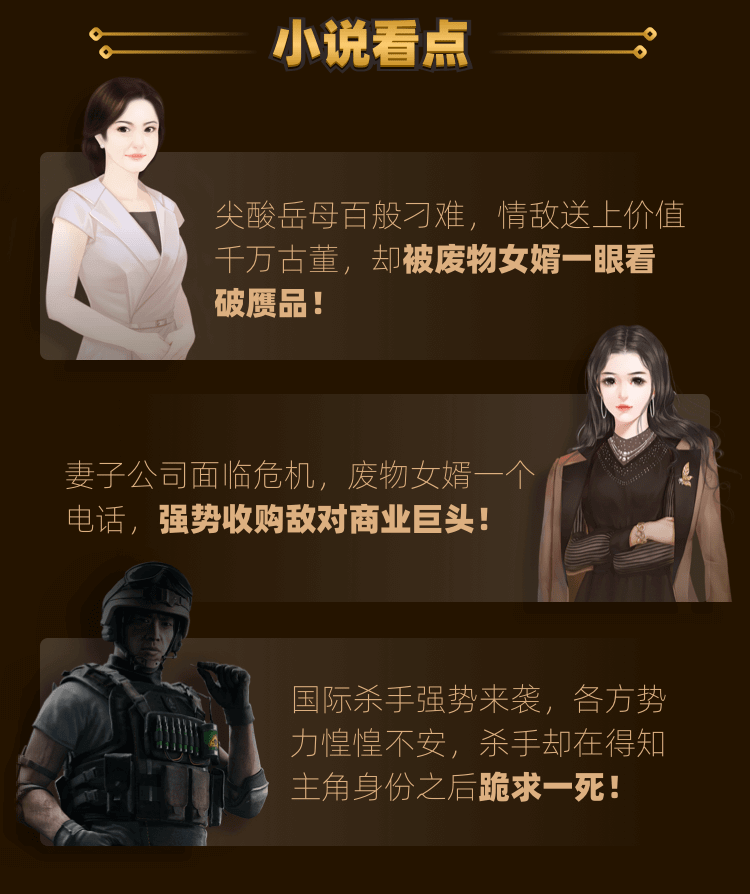 小说看点
尖酸岳母百般刁难，情敌送上价值
千万古董，却被废物女婿一眼看
破赝品！
妻子公司面临危机，废物女婿一个
电话，强势收购敌对商业巨头！
国际杀手强势来袭，各方势
力惶惶不安，杀手却在得知
主角身份之后跪求一死！